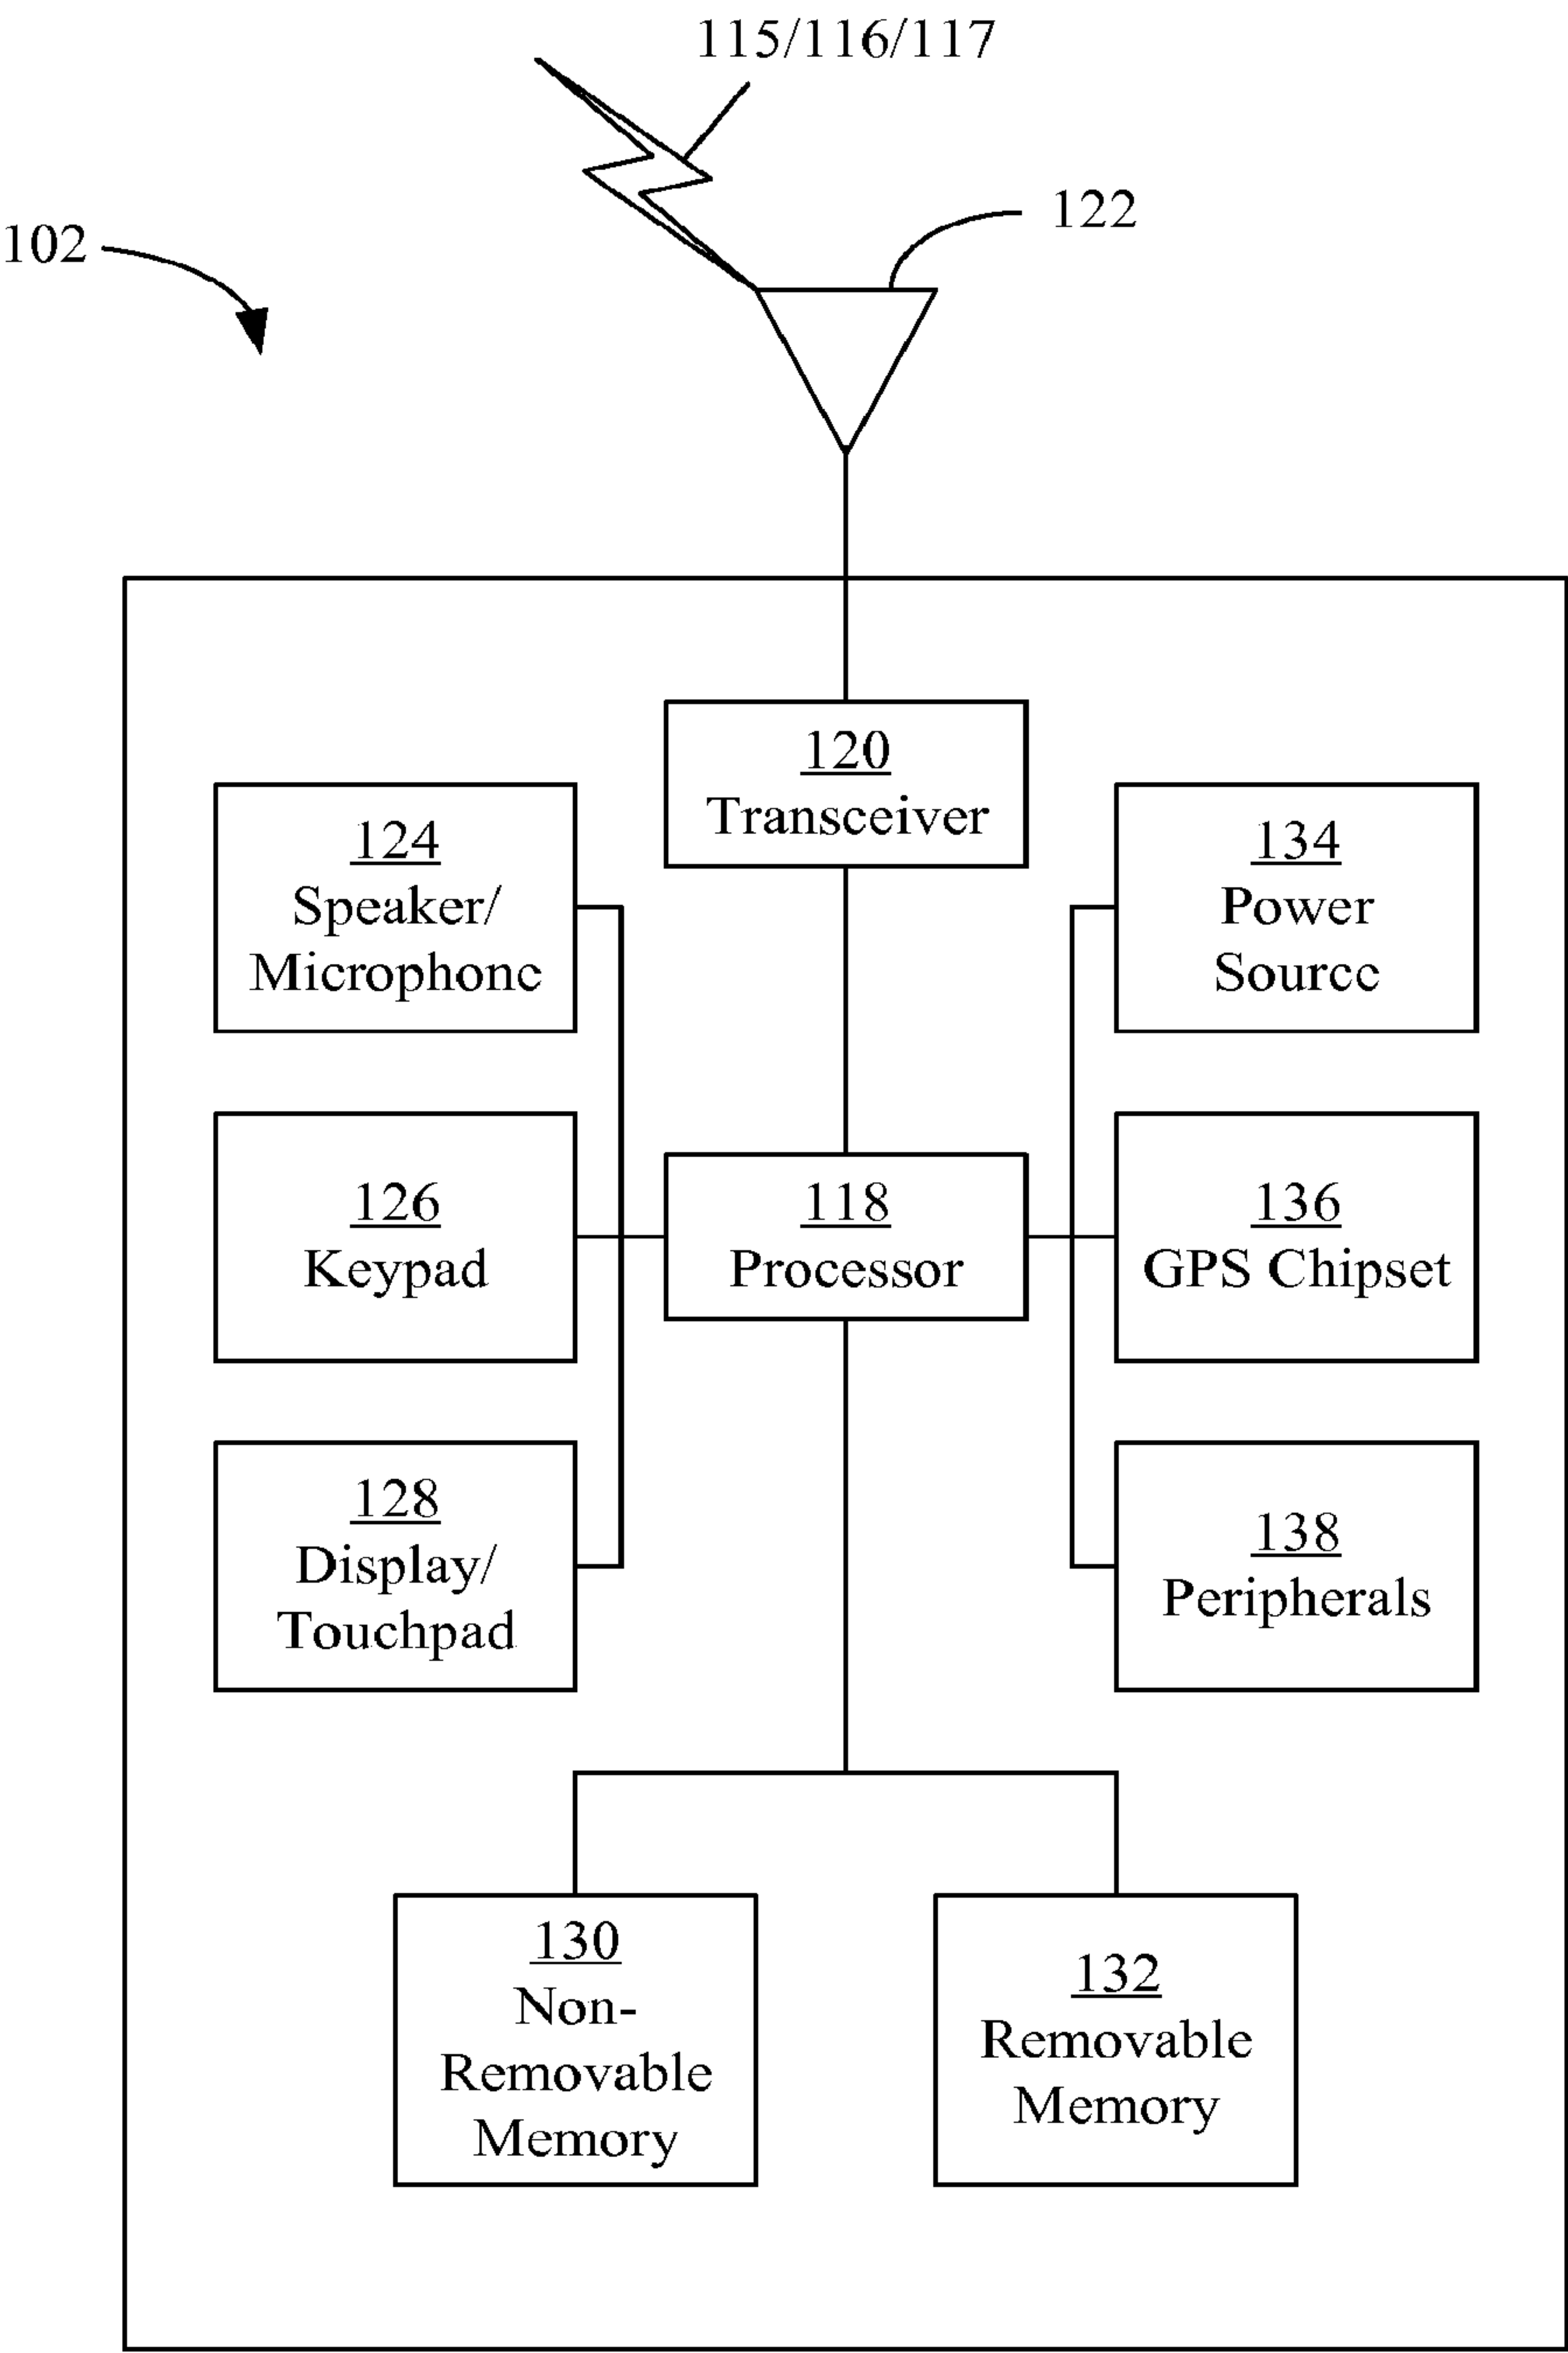 115/116/117
122
102
120
Transceiver
124
Speaker/
Microphone
134
Power
Source
126
Keypad
118
Processor
136
GPS Chipset
128
Display/
Touchpad
138
Peripherals
130
Non-
Removable
Memory
132
Removable
Memory